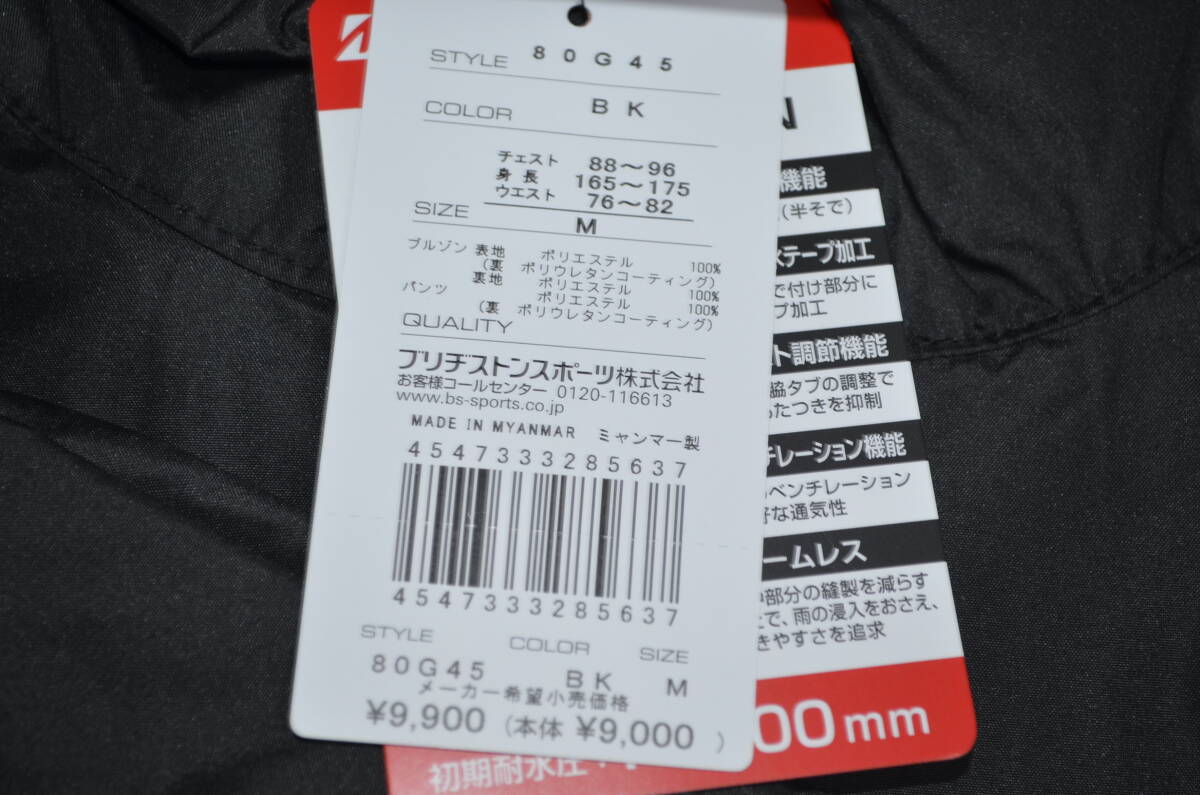 STYLE 80G45
COLOR BK
チェスト 88～96
身長 165～175
ウエスト 76～82
SIZE M
ブルゾン 表地 ポリエステル 100%
(裏 ポリウレタンコーティング)
裏地 ポリエステル 100%
パンツ ポリエステル 100%
(裏 ポリウレタンコーティング)
QUALITY
ブリヂストンスポーツ株式会社
お客様コールセンター 0120-116613
www.bs-sports.co.jp
MADE IN MYANMAR ミャンマー製
4547333285637
4547333285637
STYLE COLOR SIZE
80G45 BK M
メーカー希望小売価格
¥9,900 (本体 ¥9,000 )
機能
(半そで)
テープ加工
で付け部分に
プ加工
ト調節機能
脇タブの調整で
たつきを抑制
チレーション機能
ベンチレーション
な通気性
ームレス
部分の縫製を減らす
とで、雨の浸入をおさえ、
きやすさを追求
00mm
初期耐水圧